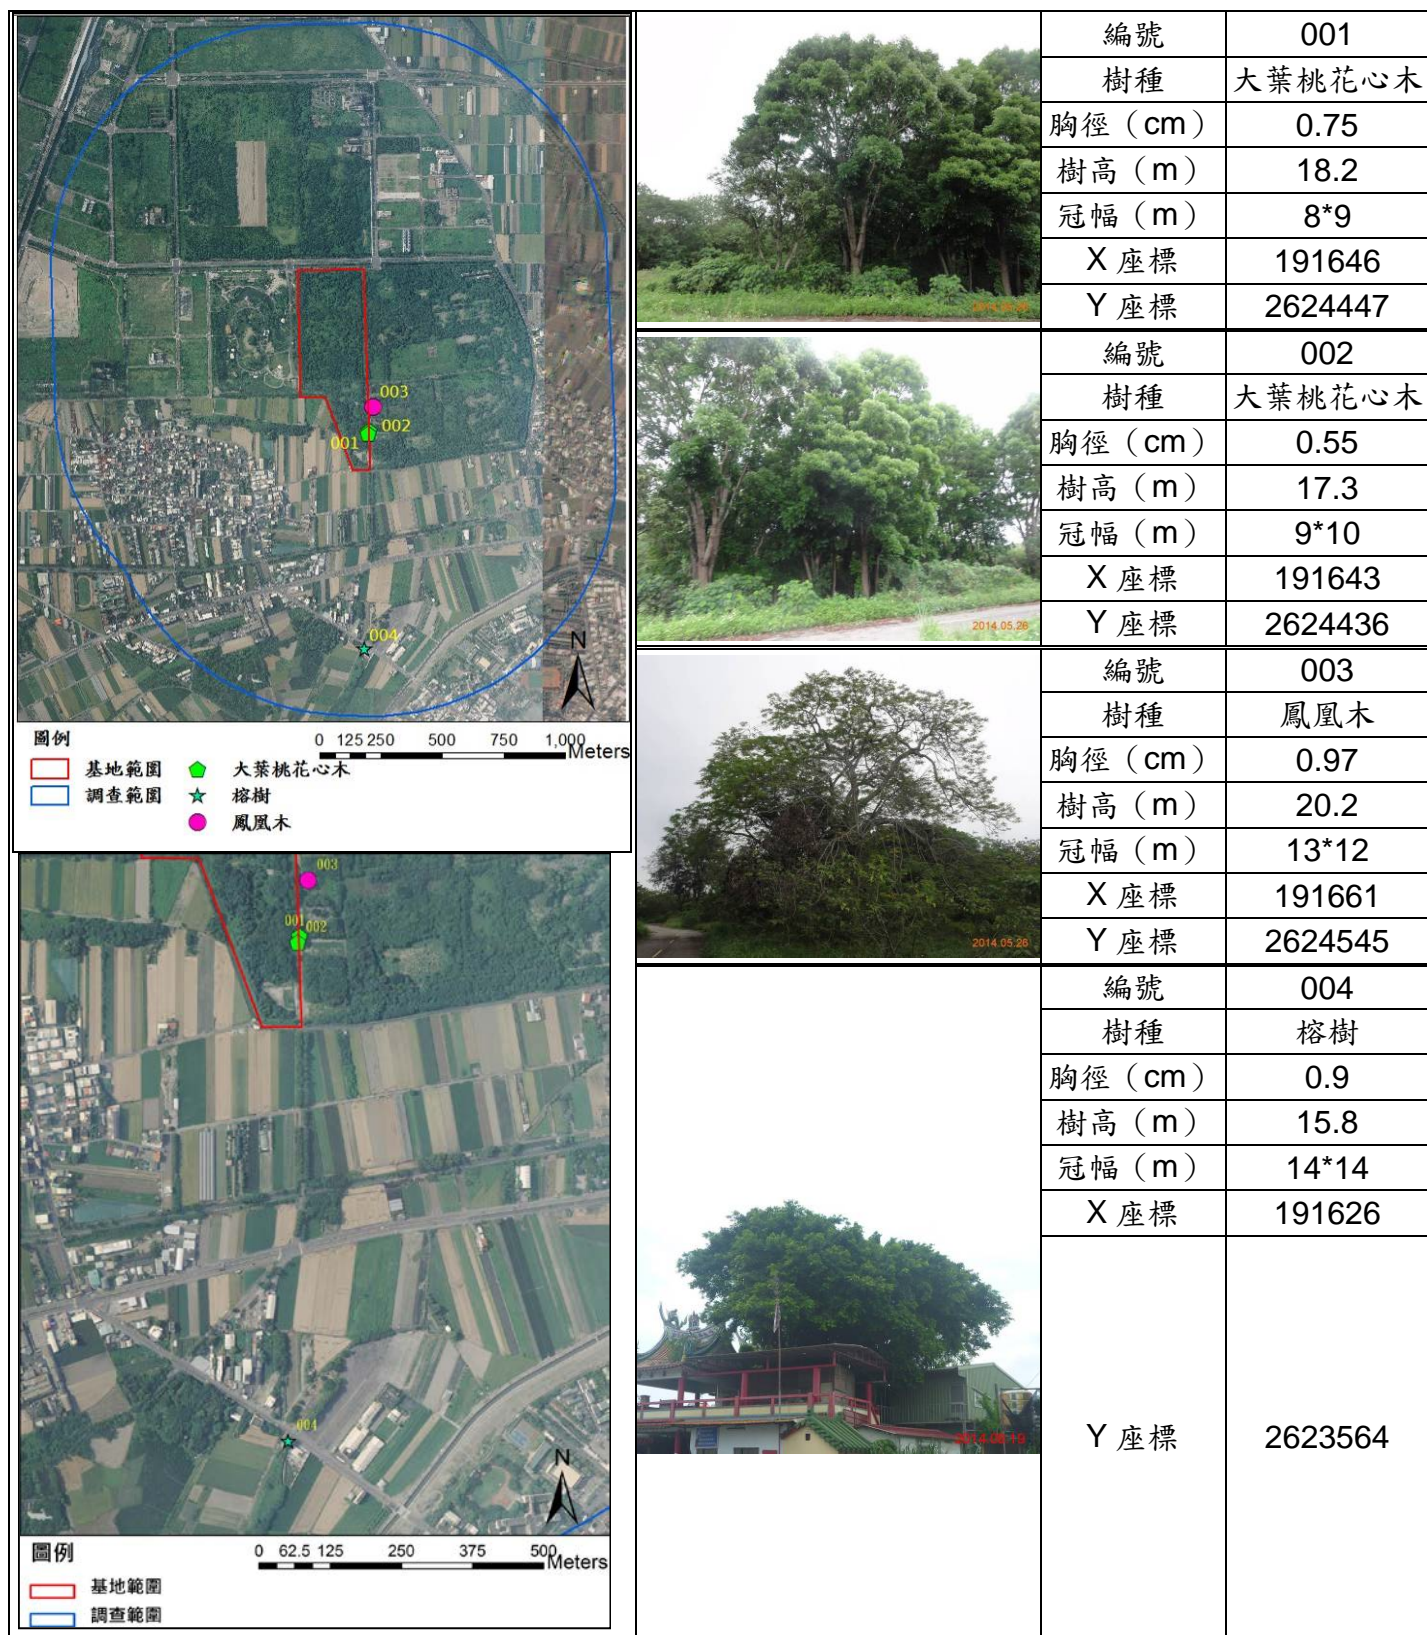 003
002
001
004
N
圖例
0 125 250 500 750 1,000 Meters
基地範圍 大葉桃花心木
調查範圍 榕樹
鳳凰木
003
001 002
004
N
圖例
0 62.5 125 250 375 500 Meters
基地範圍
調查範圍
編號 001
樹種 大葉桃花心木
胸徑（cm） 0.75
樹高（m） 18.2
冠幅（m） 8*9
X 座標 191646
Y 座標 2624447
編號 002
樹種 大葉桃花心木
胸徑（cm） 0.55
樹高（m） 17.3
冠幅（m） 9*10
X 座標 191643
Y 座標 2624436
2014.05.26
編號 003
樹種 鳳凰木
胸徑（cm） 0.97
樹高（m） 20.2
冠幅（m） 13*12
X 座標 191661
Y 座標 2624545
2014.05.26
編號 004
樹種 榕樹
胸徑（cm） 0.9
樹高（m） 15.8
冠幅（m） 14*14
X 座標 191626
Y 座標 2623564